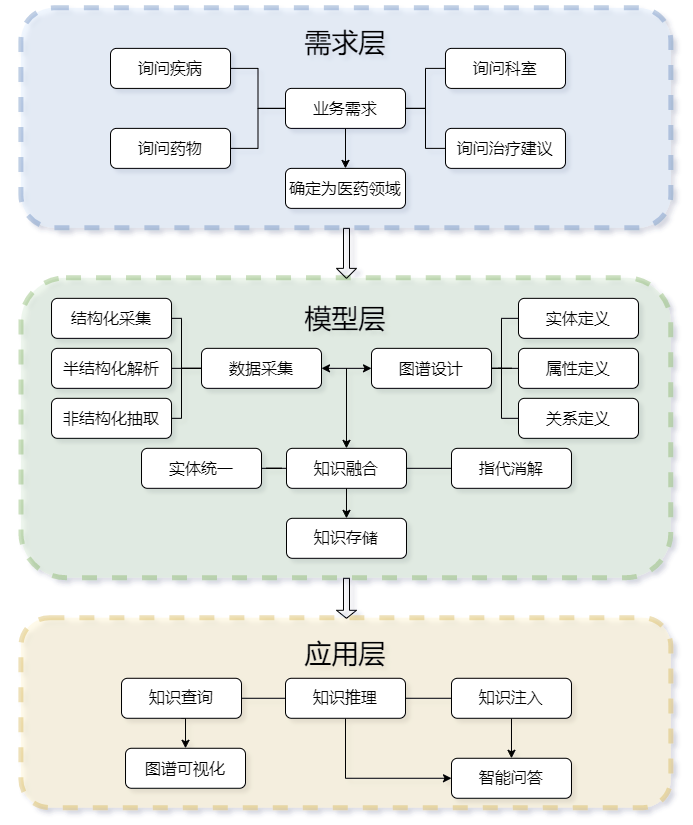 需求层
询问疾病
询问科室
业务需求
询问药物
询问治疗建议
确定为医药领域
模型层
结构化采集
实体定义
半结构化解析
数据采集
图谱设计
属性定义
非结构化抽取
关系定义
实体统一
知识融合
指代消解
知识存储
应用层
知识查询
知识推理
知识注入
图谱可视化
智能问答